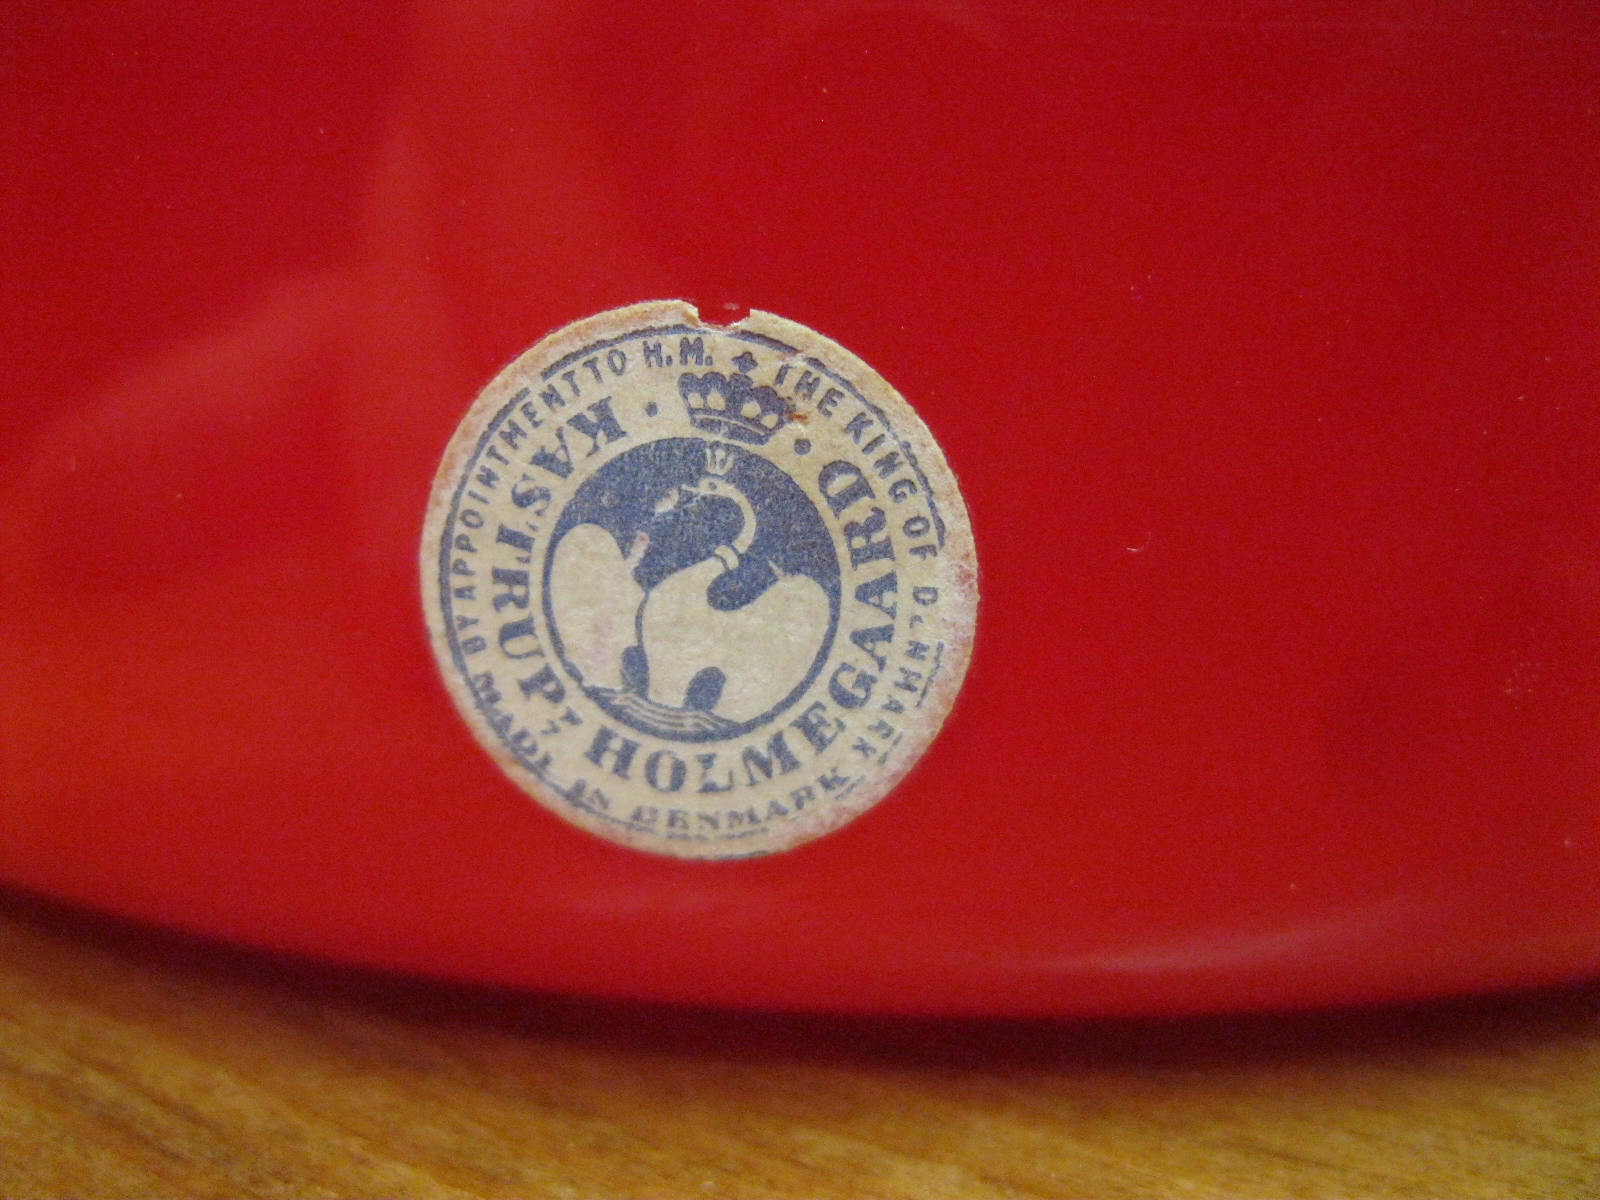 BY APPOINTMENT TO H.M. THE KING OF DENMARK
MADE IN DENMARK
KASTRUP; HOLMEGAARD